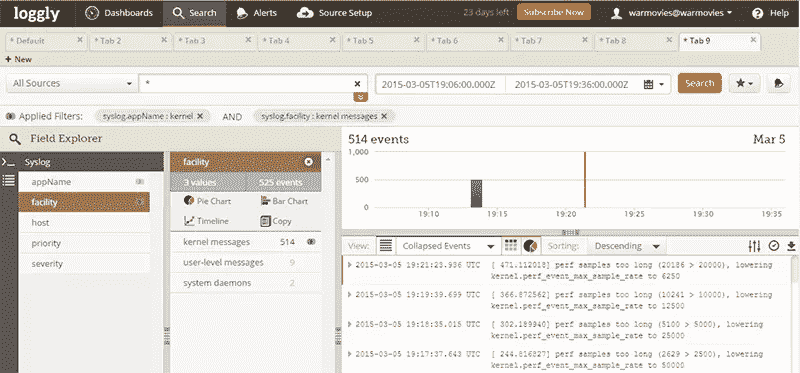 loggly Dashboards Search Alerts Source Setup 23 days left Subscribe Now warmovies@warmovies Help
* Default * Tab 2 * Tab 3 * Tab 4 * Tab 5 * Tab 6 * Tab 7 * Tab 8 * Tab 9
+ New
All Sources * 2015-03-05T19:06:00.000Z 2015-03-05T19:36:00.000Z Search
Applied Filters: syslog.appName : kernel AND syslog.facility : kernel messages
Field Explorer
Syslog
appName
facility
host
priority
severity
facility
3 values 525 events
Pie Chart Bar Chart
Timeline Copy
kernel messages 514
user-level messages 9
system daemons 2
514 events Mar 5
1,000
500
0
19:10 19:15 19:20 19:25 19:30 19:35
View: Collapsed Events Sorting: Descending
2015-03-05 19:21:23.936 UTC [ 471.112018] perf samples too long (20186 > 20000), lowering
kernel.perf_event_max_sample_rate to 6250
2015-03-05 19:19:39.699 UTC [ 366.872562] perf samples too long (10241 > 10000), lowering
kernel.perf_event_max_sample_rate to 12500
2015-03-05 19:18:35.015 UTC [ 302.189940] perf samples too long (5100 > 5000), lowering
kernel.perf_event_max_sample_rate to 25000
2015-03-05 19:17:37.643 UTC [ 244.816827] perf samples too long (2629 > 2500), lowering
kernel.perf_event_max_sample_rate to 50000